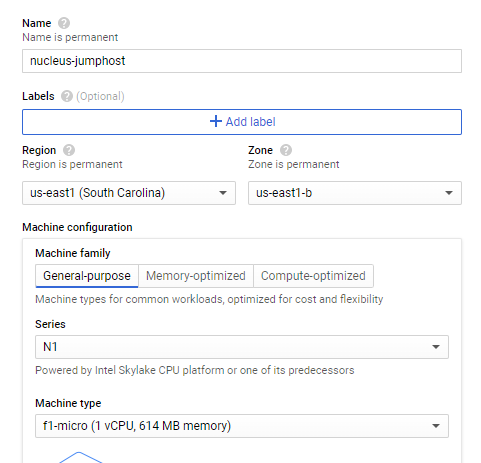 Name
Name is permanent
nucleus-jumphost
Labels (Optional)
+ Add label
Region
Region is permanent
Zone
Zone is permanent
us-east1 (South Carolina)
us-east1-b
Machine configuration
Machine family
General-purpose
Memory-optimized
Compute-optimized
Machine types for common workloads, optimized for cost and flexibility
Series
N1
Powered by Intel Skylake CPU platform or one of its predecessors
Machine type
f1-micro (1 vCPU, 614 MB memory)